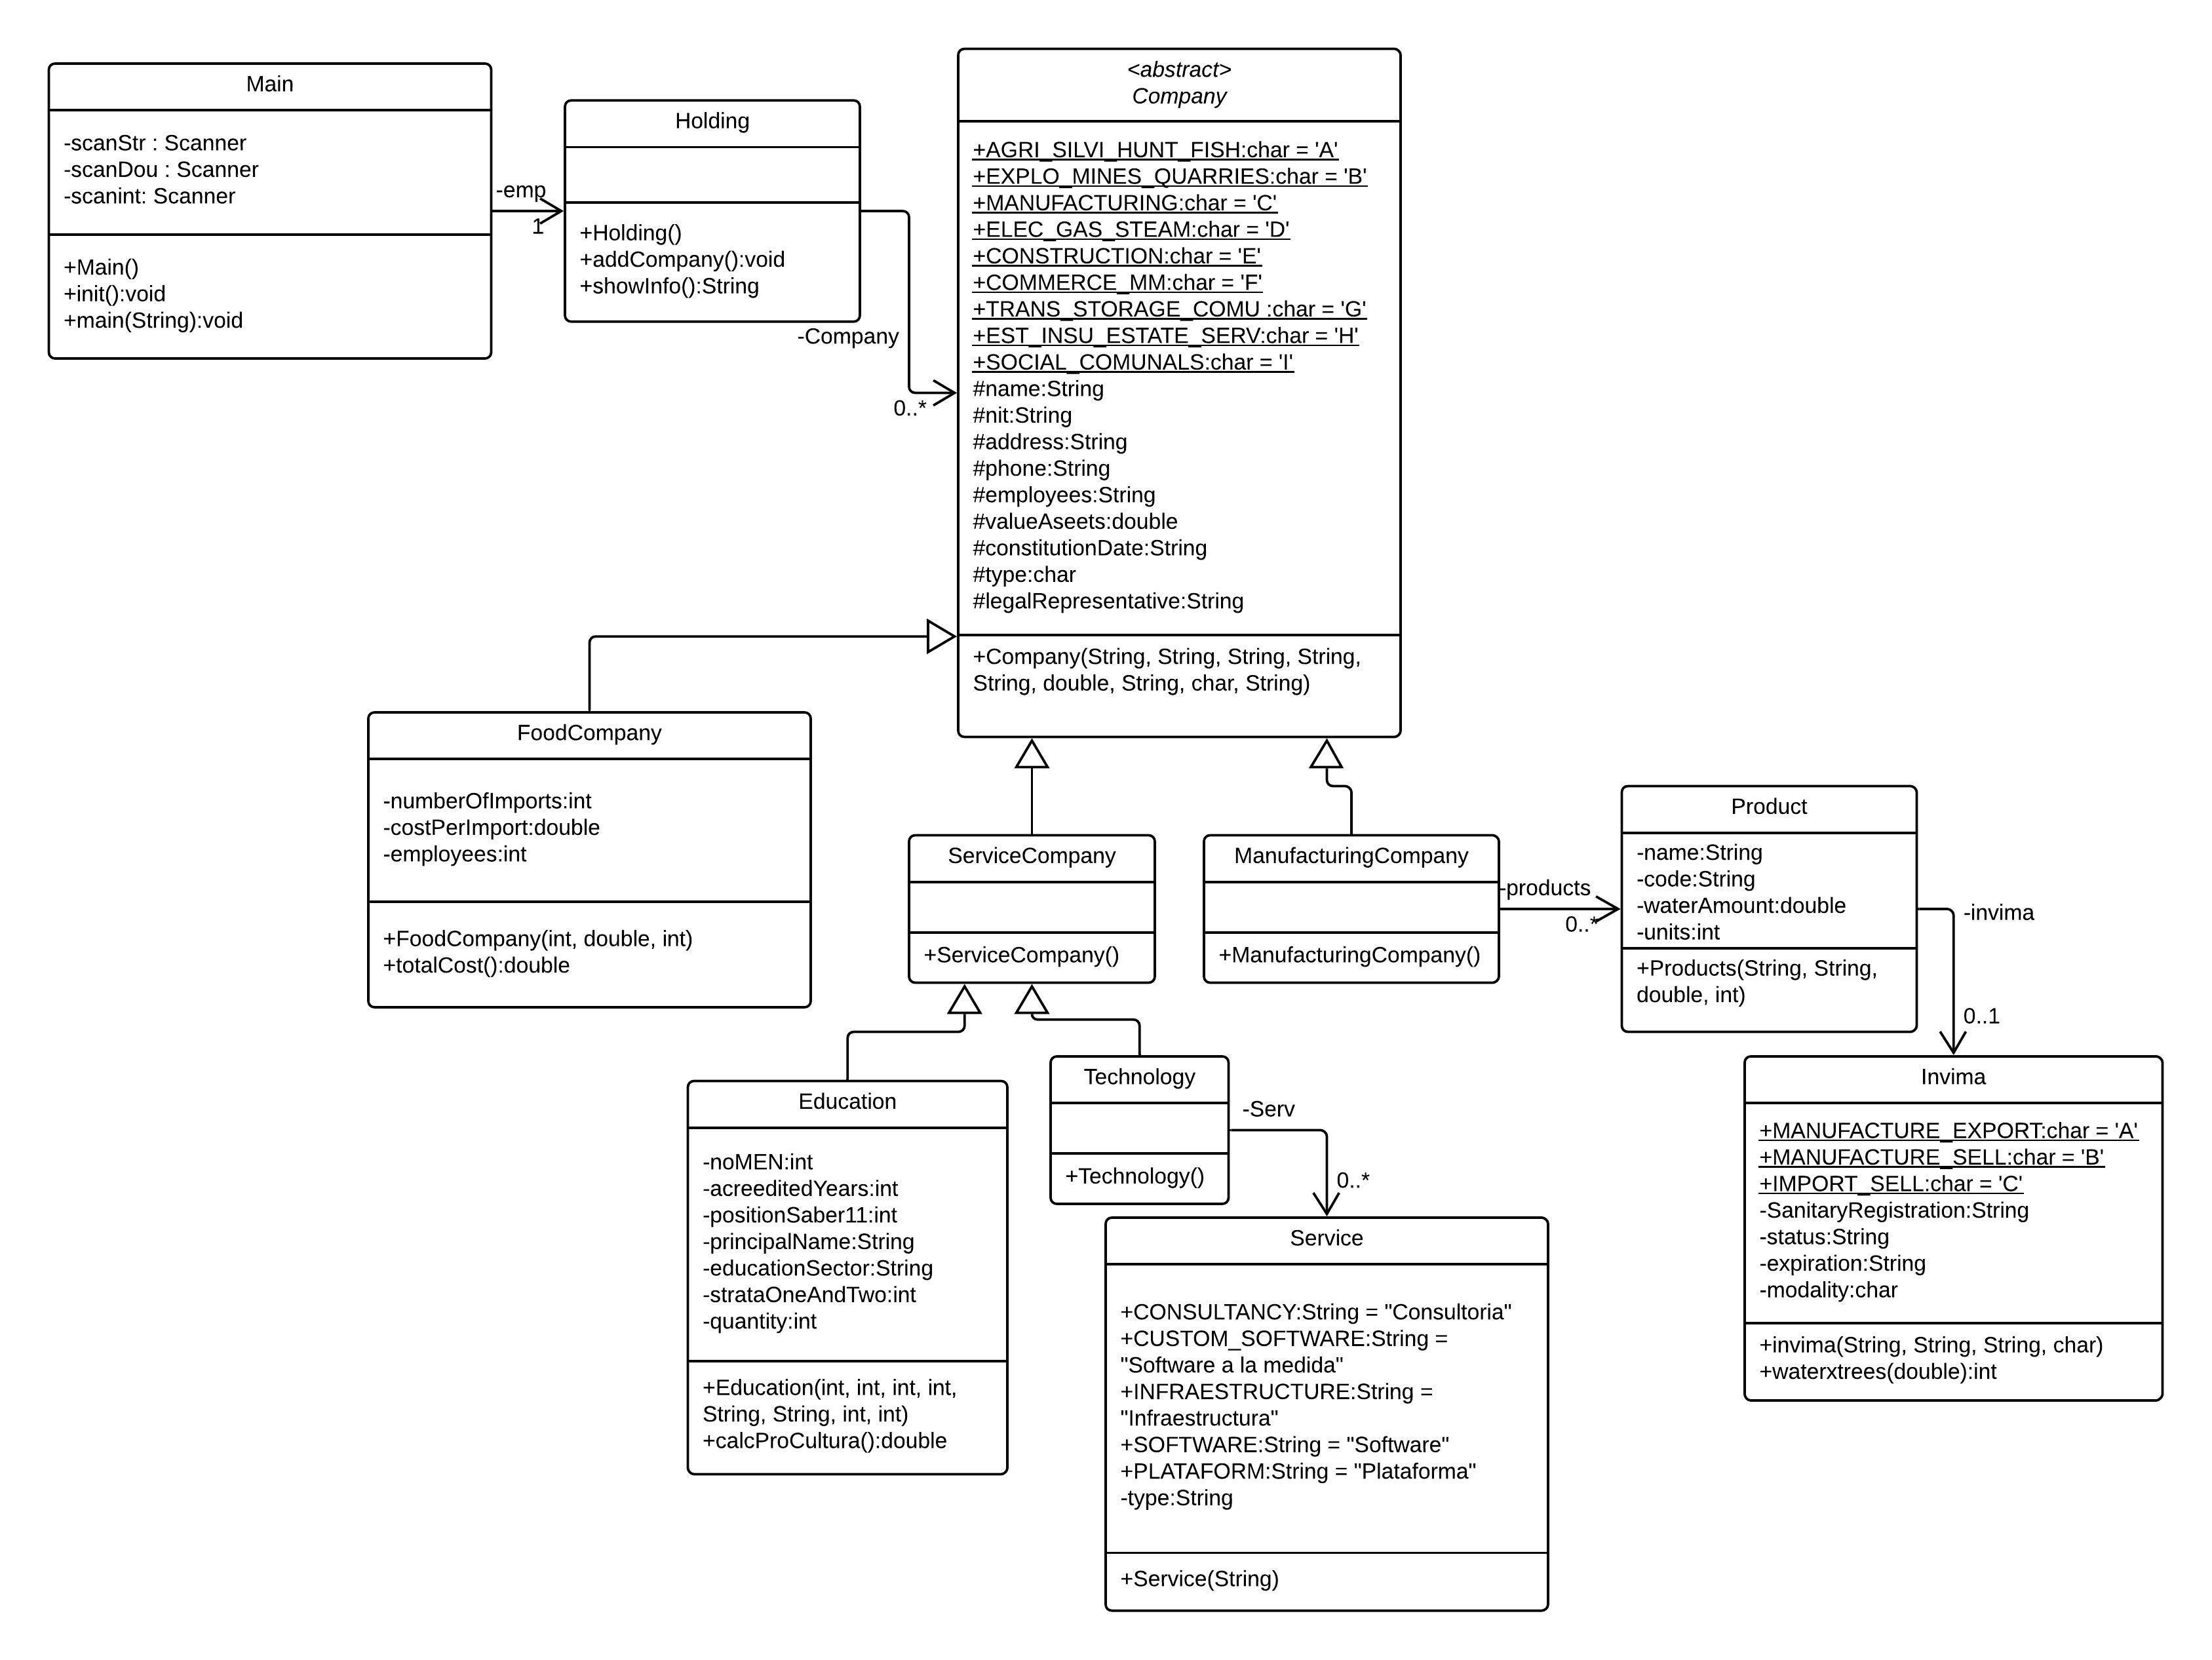 Main
-scanStr : Scanner
-scanDou : Scanner
-scanint: Scanner
+Main()
+init():void
+main(String):void
-emp
1
Holding
+Holding()
+addCompany():void
+showInfo():String
-Company
0..*
<abstract>
Company
+AGRI_SILVI_HUNT_FISH:char = 'A'
+EXPLO_MINES_QUARRIES:char = 'B'
+MANUFACTURING:char = 'C'
+ELEC_GAS_STEAM:char = 'D'
+CONSTRUCTION:char = 'E'
+COMMERCE_MM:char = 'F'
+TRANS_STORAGE_COMU :char = 'G'
+EST_INSU_ESTATE_SERV:char = 'H'
+SOCIAL_COMUNALS:char = 'I'
#name:String
#nit:String
#address:String
#phone:String
#employees:String
#valueAseets:double
#constitutionDate:String
#type:char
#legalRepresentative:String
+Company(String, String, String, String,
String, double, String, char, String)
FoodCompany
-numberOfImports:int
-costPerImport:double
-employees:int
+FoodCompany(int, double, int)
+totalCost():double
ServiceCompany
+ServiceCompany()
ManufacturingCompany
+ManufacturingCompany()
-products
0..*
Product
-name:String
-code:String
-waterAmount:double
-units:int
+Products(String, String,
double, int)
-invima
0..1
Education
-noMEN:int
-acreeditedYears:int
-positionSaber11:int
-principalName:String
-educationSector:String
-strataOneAndTwo:int
-quantity:int
+Education(int, int, int, int,
String, String, int, int)
+calcProCultura():double
Technology
+Technology()
-Serv
0..*
Service
+CONSULTANCY:String = "Consultoria"
+CUSTOM_SOFTWARE:String =
"Software a la medida"
+INFRAESTRUCTURE:String =
"Infraestructura"
+SOFTWARE:String = "Software"
+PLATAFORM:String = "Plataforma"
-type:String
+Service(String)
Invima
+MANUFACTURE_EXPORT:char = 'A'
+MANUFACTURE_SELL:char = 'B'
+IMPORT_SELL:char = 'C'
-SanitaryRegistration:String
-status:String
-expiration:String
-modality:char
+invima(String, String, String, char)
+waterxtrees(double):int